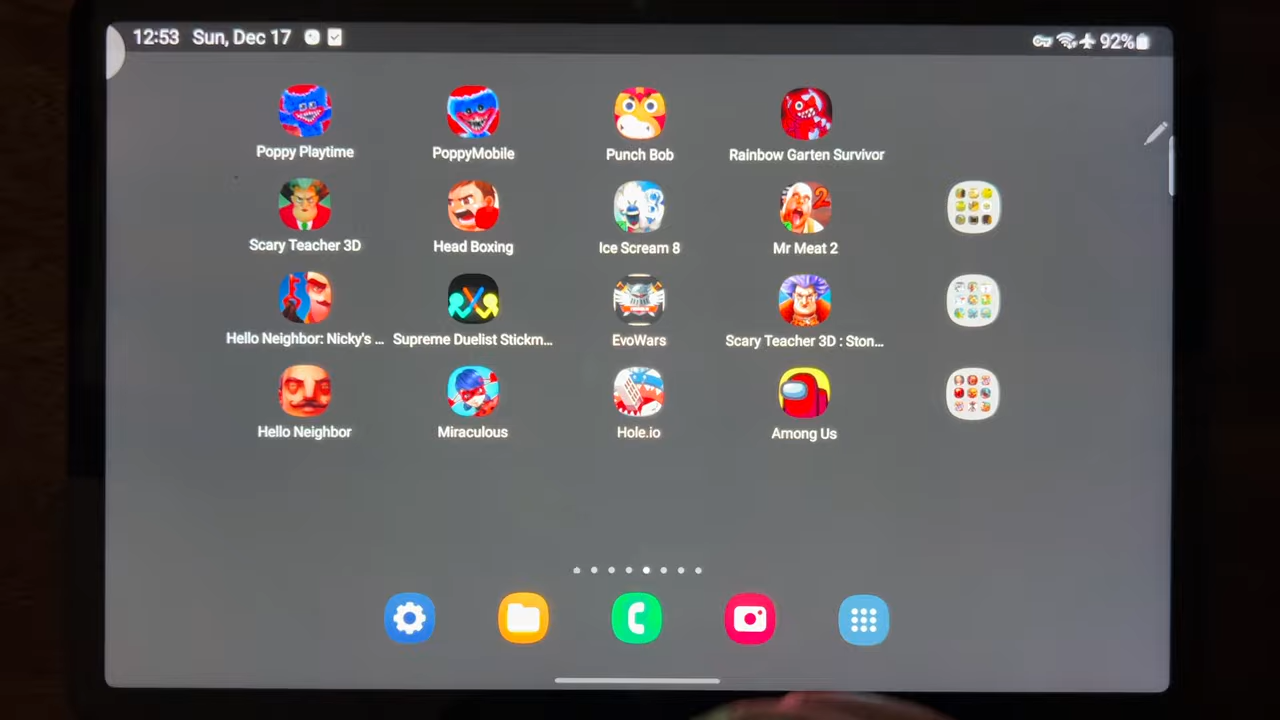 12:53 Sun, Dec 17 92%
Poppy Playtime PoppyMobile Punch Bob Rainbow Garten Survivor
Scary Teacher 3D Head Boxing Ice Scream 8 Mr Meat 2
Hello Neighbor: Nicky's ... Supreme Duelist Stickm... EvoWars Scary Teacher 3D : Ston...
Hello Neighbor Miraculous Hole.io Among Us